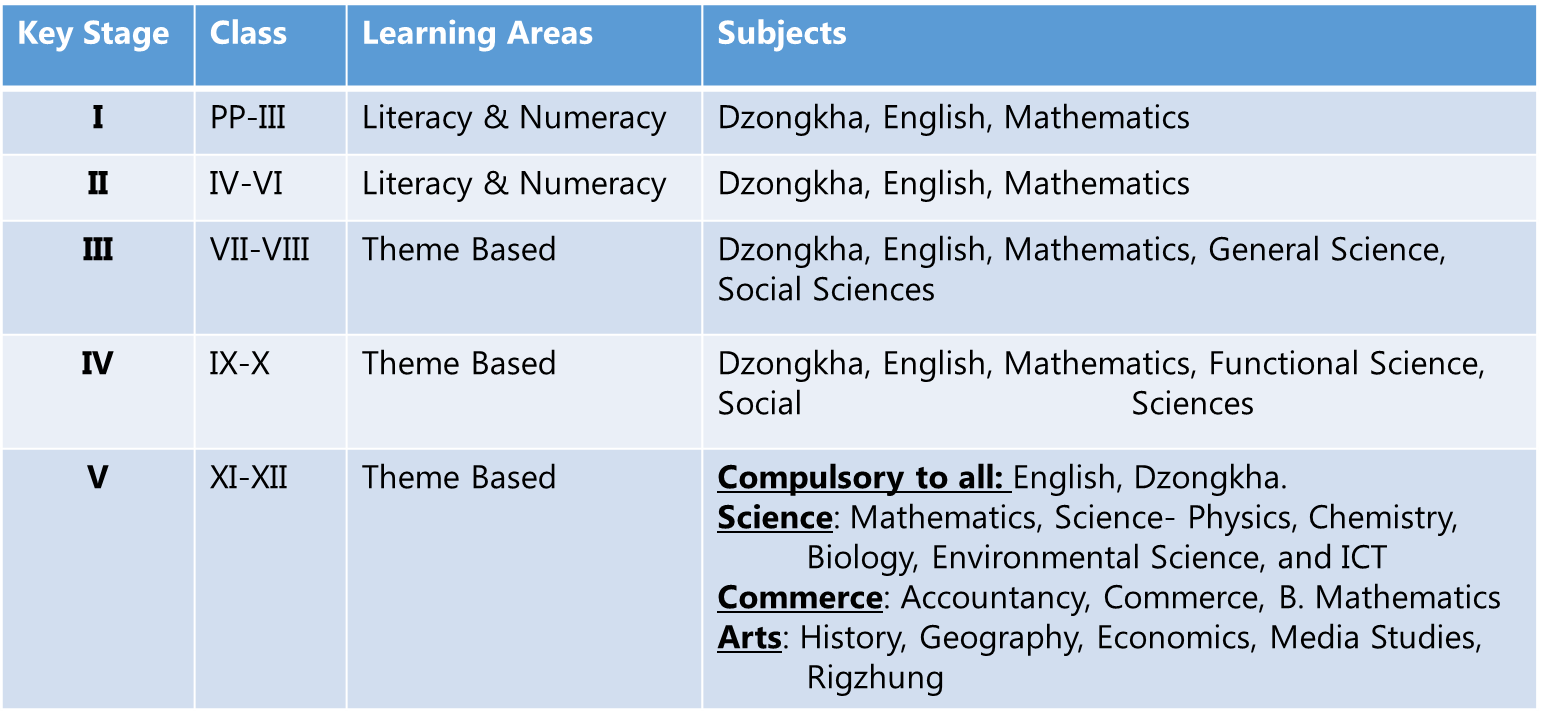 Key Stage Class Learning Areas Subjects
I PP-III Literacy & Numeracy Dzongkha, English, Mathematics
II IV-VI Literacy & Numeracy Dzongkha, English, Mathematics
III VII-VIII Theme Based Dzongkha, English, Mathematics, General Science,
Social Sciences
IV IX-X Theme Based Dzongkha, English, Mathematics, Functional Science,
Social Sciences
V XI-XII Theme Based Compulsory to all: English, Dzongkha.
Science: Mathematics, Science- Physics, Chemistry,
Biology, Environmental Science, and ICT
Commerce: Accountancy, Commerce, B. Mathematics
Arts: History, Geography, Economics, Media Studies,
Rigzhung